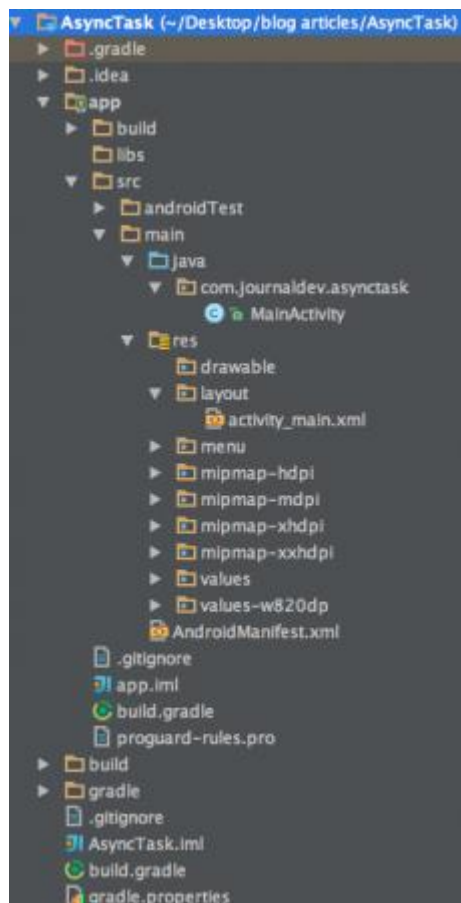 AsyncTask (~/Desktop/blog articles/AsyncTask)
.gradle
.idea
app
build
libs
src
androidTest
main
java
com.journaldev.asynctask
MainActivity
res
drawable
layout
activity_main.xml
menu
mipmap-hdpi
mipmap-mdpi
mipmap-xhdpi
mipmap-xxhdpi
values
values-w820dp
AndroidManifest.xml
.gitignore
app.iml
build.gradle
proguard-rules.pro
build
gradle
.gitignore
AsyncTask.iml
build.gradle
gradle.properties